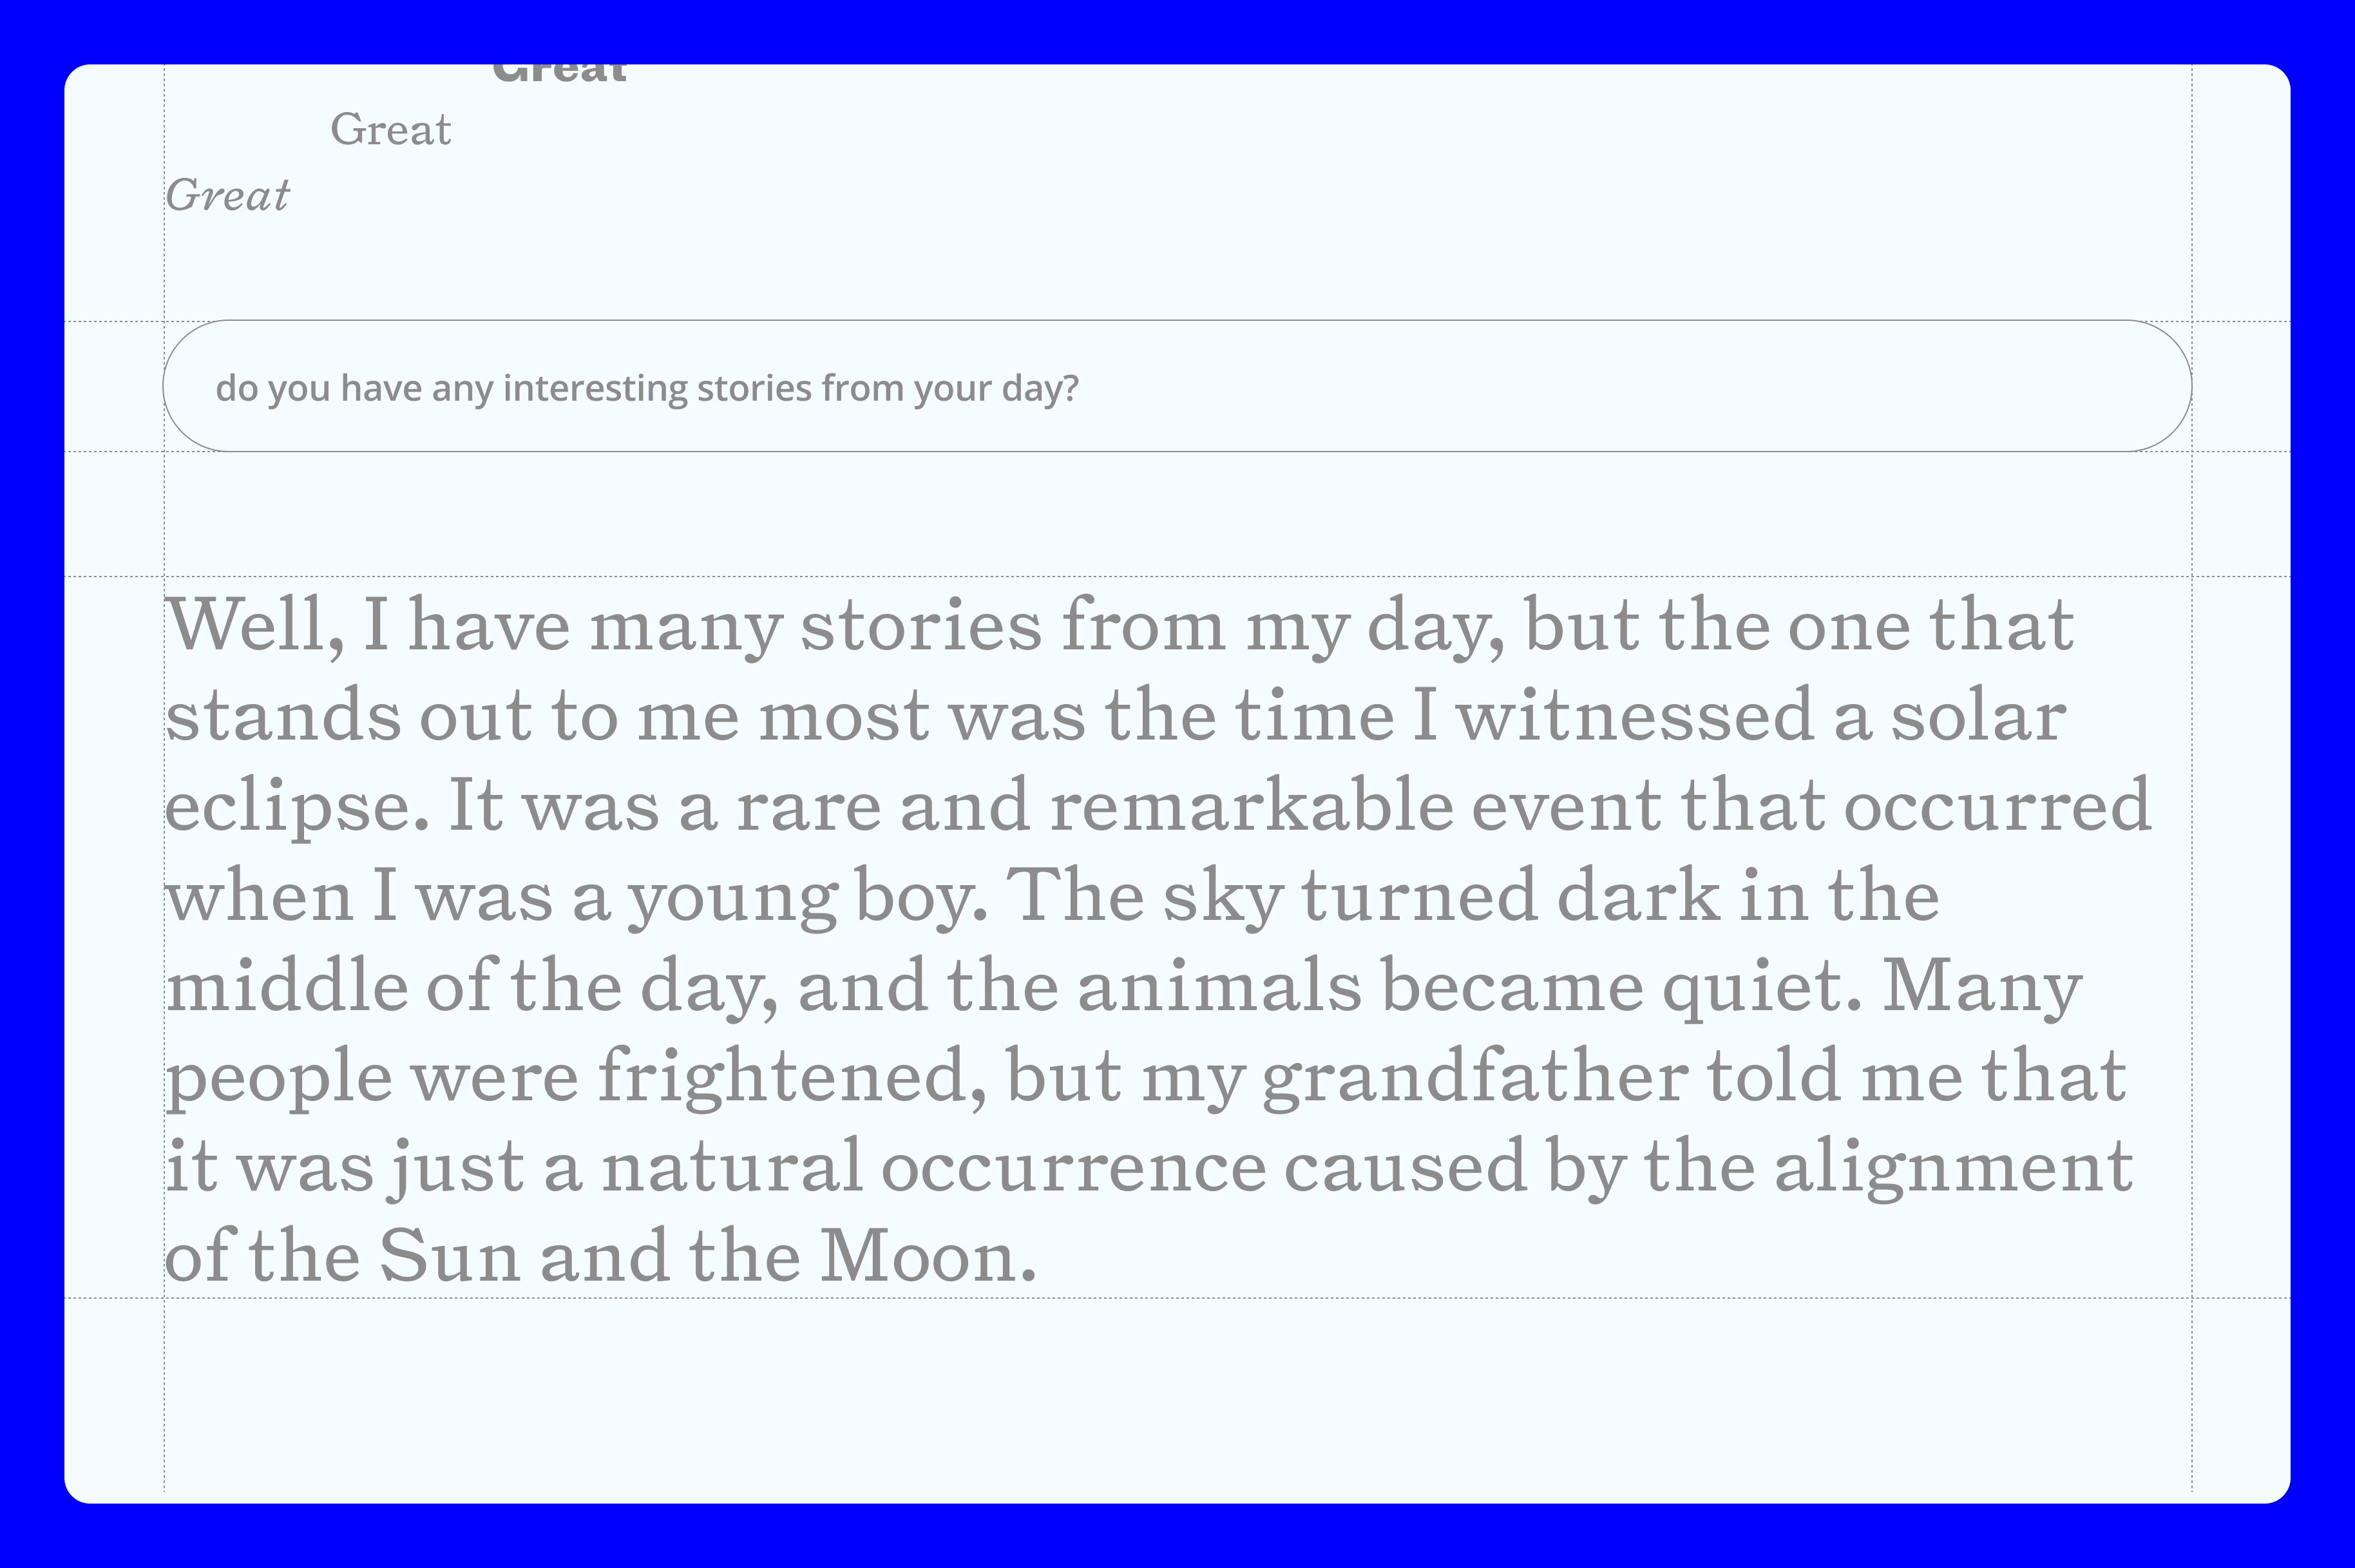 Great
Great
Great
do you have any interesting stories from your day?
Well, I have many stories from my day, but the one that
stands out to me most was the time I witnessed a solar
eclipse. It was a rare and remarkable event that occurred
when I was a young boy. The sky turned dark in the
middle of the day, and the animals became quiet. Many
people were frightened, but my grandfather told me that
it was just a natural occurrence caused by the alignment
of the Sun and the Moon.